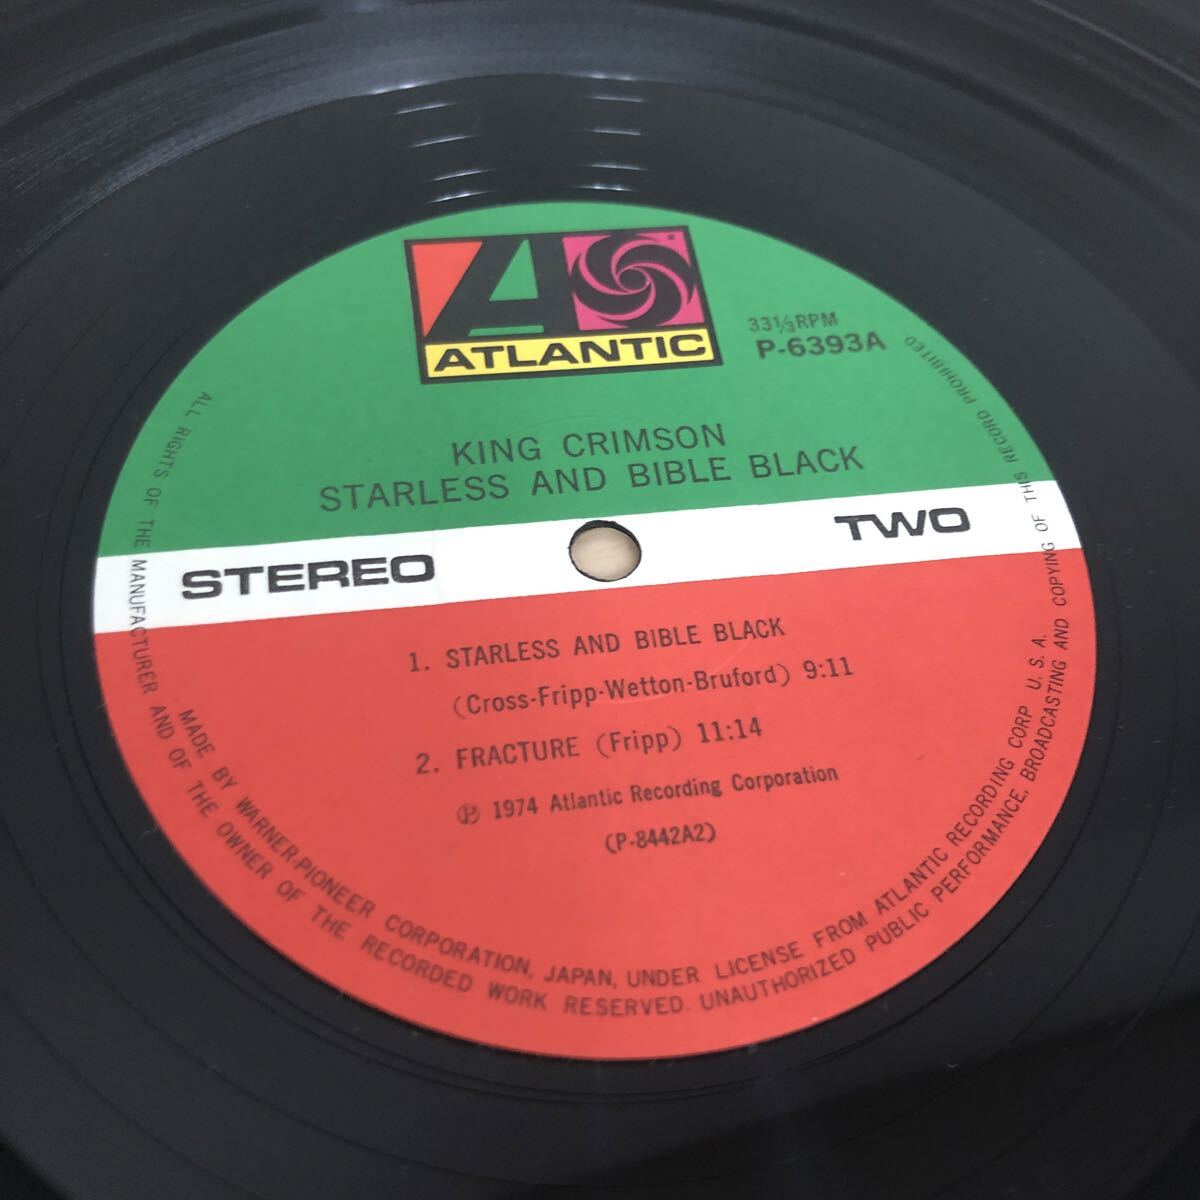 ATLANTIC
33⅓RPM
P-6393A
KING CRIMSON
STARLESS AND BIBLE BLACK
STEREO
TWO
1. STARLESS AND BIBLE BLACK
(Cross-Fripp-Wetton-Bruford) 9:11
2. FRACTURE (Fripp) 11:14
Ⓟ 1974 Atlantic Recording Corporation
(P-8442A2)
MADE BY WARNER-PIONEER CORPORATION, JAPAN, UNDER LICENSE FROM ATLANTIC RECORDING CORP U. S. A.
ALL RIGHTS OF THE MANUFACTURER AND OF THE OWNER OF THE RECORDED WORK RESERVED. UNAUTHORIZED PUBLIC PERFORMANCE, BROADCASTING AND COPYING OF THIS RECORD PROHIBITED